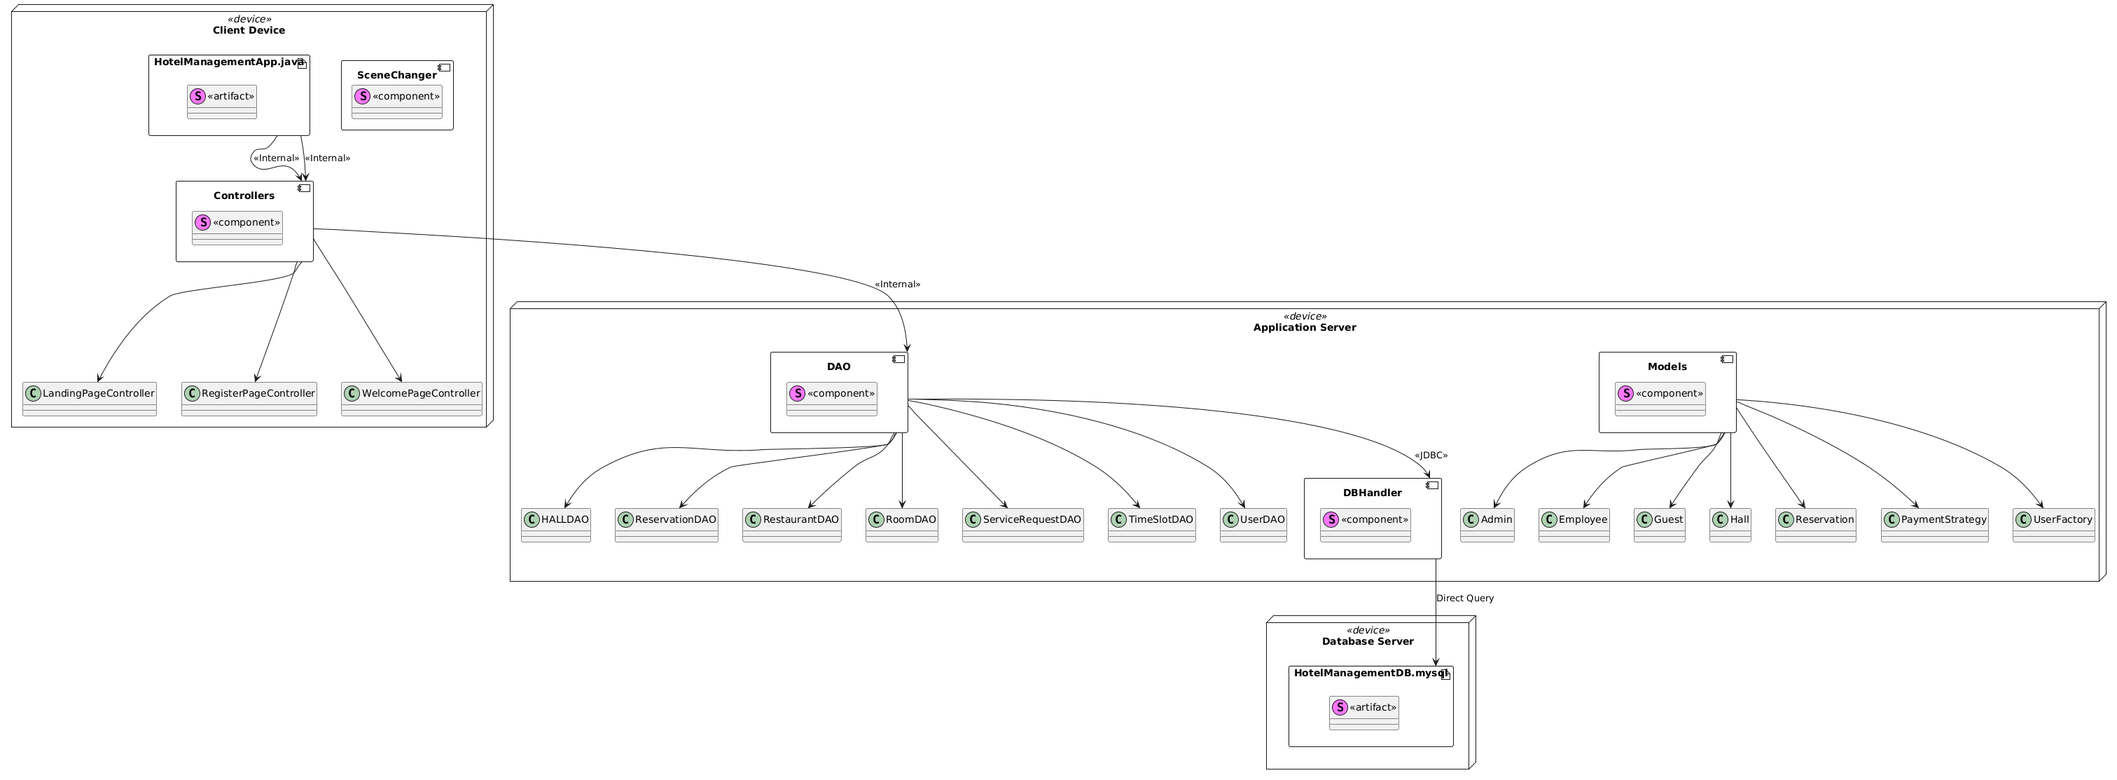 «device»
Client Device
HotelManagementApp.java
S «artifact»
SceneChanger
S «component»
«Internal»
«Internal»
Controllers
S «component»
C LandingPageController
C RegisterPageController
C WelcomePageController
«Internal»
«device»
Application Server
DAO
S «component»
Models
S «component»
«JDBC»
C HALLDAO
C ReservationDAO
C RestaurantDAO
C RoomDAO
C ServiceRequestDAO
C TimeSlotDAO
C UserDAO
DBHandler
S «component»
C Admin
C Employee
C Guest
C Hall
C Reservation
C PaymentStrategy
C UserFactory
Direct Query
«device»
Database Server
HotelManagementDB.mysql
S «artifact»